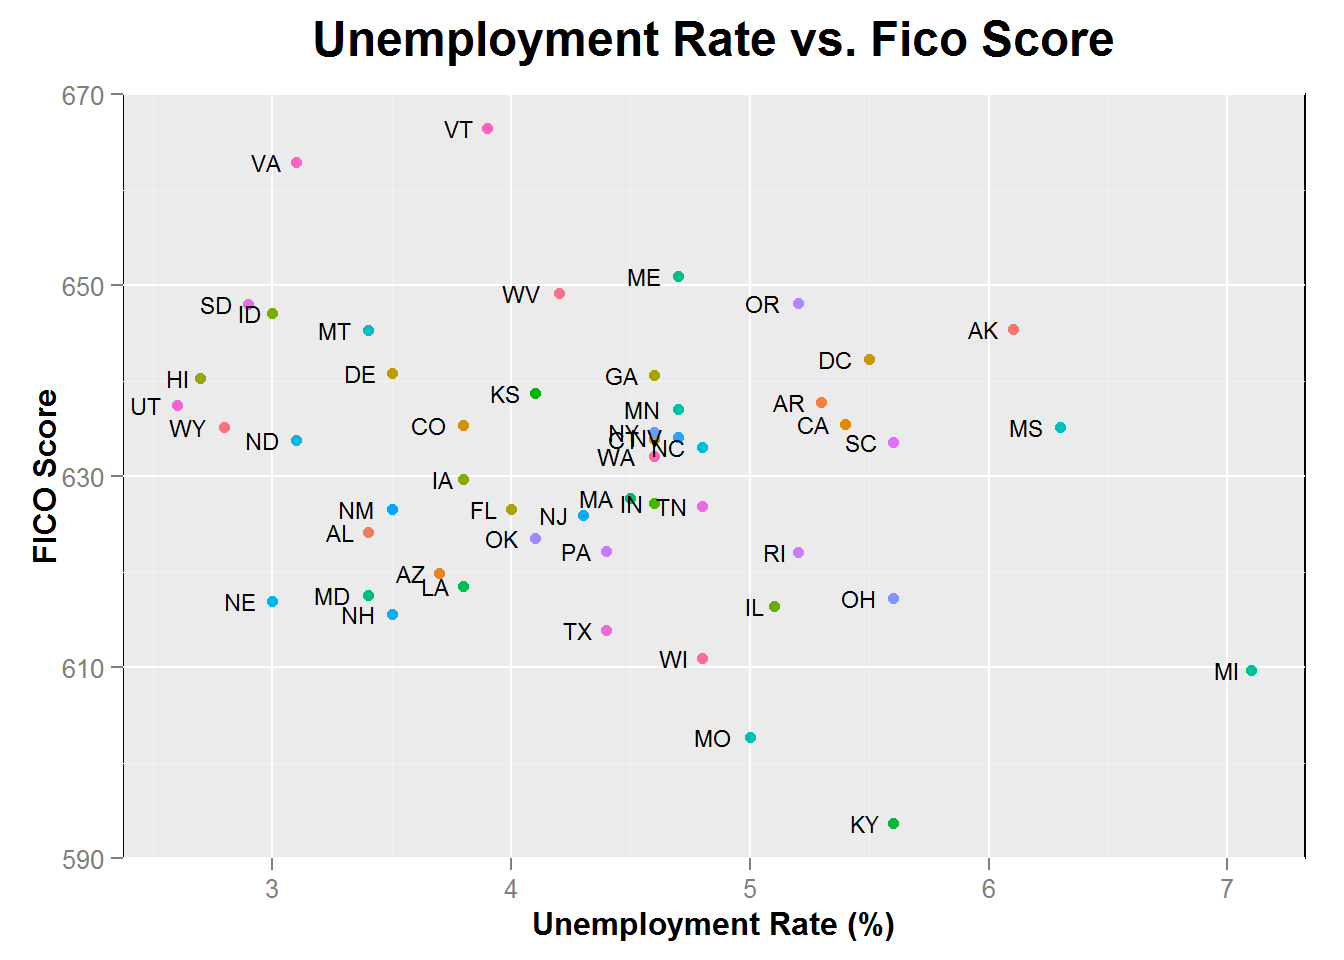 Unemployment Rate vs. Fico Score
670
VT
VA
ME
650
WV
SD
OR
ID
AK
MT
DC
DE
GA
HI
KS
AR
UT
MN
CA
CO
WY
MS
NY
NV
CT
ND
SC
NC
WA
630
IA
MA
IN
TN
NM
FL
NJ
AL
OK
PA
RI
AZ
LA
MD
OH
NE
IL
NH
TX
WI
610
MI
MO
KY
590
FICO Score
3 4 5 6 7
Unemployment Rate (%)